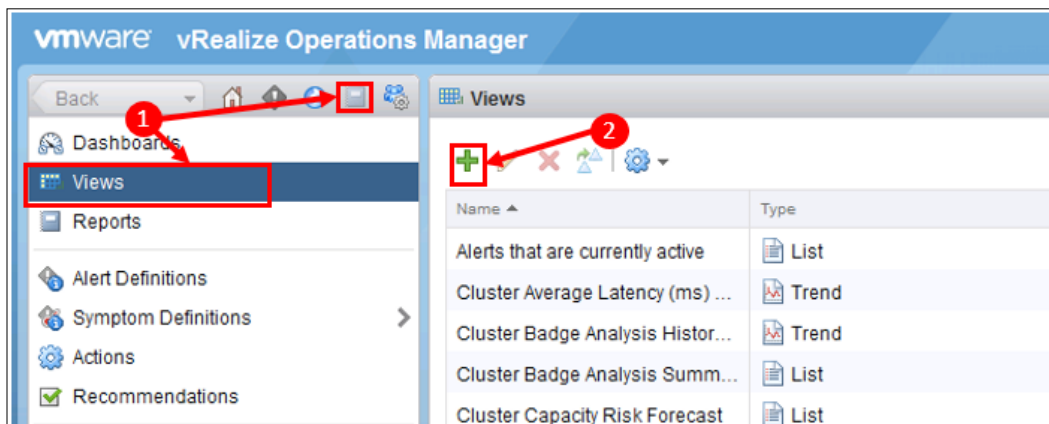 vmware vRealize Operations Manager
Back
1
Dashboards
Views
Reports
Alert Definitions
Symptom Definitions
Actions
Recommendations
Views
2
Name Type
Alerts that are currently active List
Cluster Average Latency (ms) ... Trend
Cluster Badge Analysis Histor... Trend
Cluster Badge Analysis Summ... List
Cluster Capacity Risk Forecast List